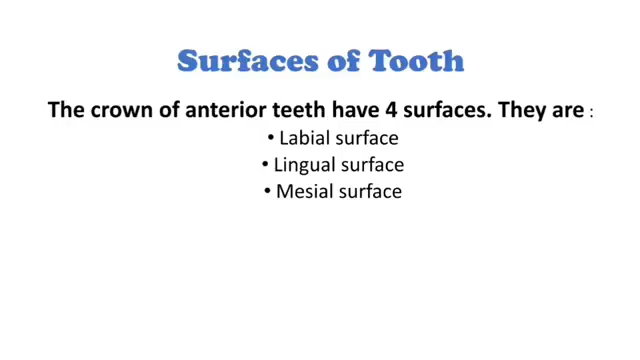 Surfaces of Tooth
The crown of anterior teeth have 4 surfaces. They are :
• Labial surface
• Lingual surface
• Mesial surface